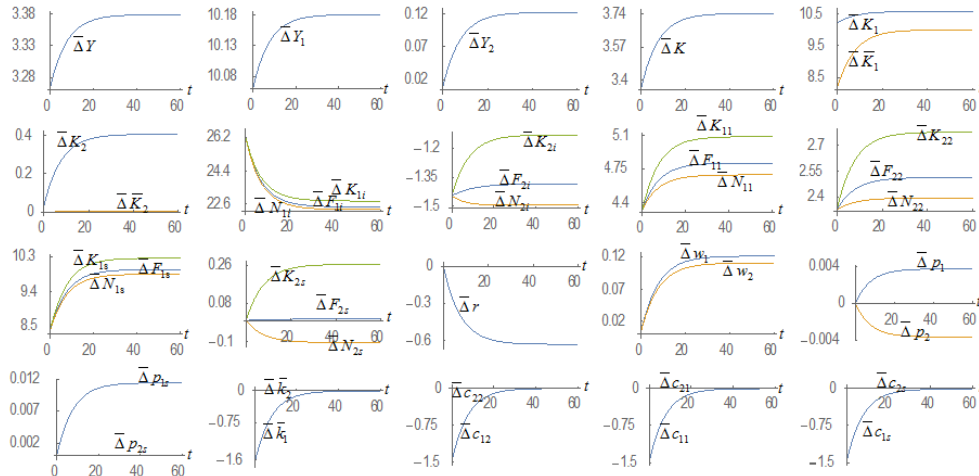 3.38
3.34
3.3
3.26
Δ̄ Y
0 20 40 60 t
10.18
10.13
10.08
Δ̄ Y₁
0 20 40 60 t
0.12
0.07
0.02
Δ̄ Y₂
0 20 40 60 t
3.74
3.57
3.4
Δ̄ K
0 20 40 60 t
10.5
9.5
8.5
Δ̄ K₁
Δ̄ K̄₁
0 20 40 60 t
0.4
0.2
0
Δ̄ K₂
Δ̄ K̄₂
20 40 60 t
26.2
24.4
22.6
Δ̄ K₁ᵢ
Δ̄ N₁ᵢ
Δ̄ F₁ᵢ
0 20 40 60 t
−12
−13.5
−15
Δ̄ K₂ᵢ
Δ̄ F₂ᵢ
Δ̄ N₂ᵢ
0 20 40 60 t
5.1
4.75
4.4
Δ̄ K₁₁
Δ̄ F₁₁
Δ̄ N₁₁
0 20 40 60 t
2.7
2.55
2.4
Δ̄ K₂₂
Δ̄ F₂₂
Δ̄ N₂₂
0 20 40 60 t
10.3
9.4
8.5
Δ̄ K₁ₛ
Δ̄ F₁ₛ
Δ̄ N₁ₛ
0 20 40 60 t
0.26
0.08
−0.1
Δ̄ K₂ₛ
Δ̄ F₂ₛ
Δ̄ N₂ₛ
20 40 60 t
0
−0.3
−0.6
Δ̄ r
20 40 60 t
0.12
0.07
0.02
Δ̄ w₁
Δ̄ w₂
0 20 40 60 t
0.004
0
−0.004
Δ̄ p₁
Δ̄ p₂
20 40 60 t
0.012
0.007
0.002
Δ̄ p₁ₛ
Δ̄ p₂ₛ
0 20 40 60 t
0
−0.75
−1.6
Δ̄ k̄₂
Δ̄ k̄₁
20 40 60 t
0
−0.75
−1.5
Δ̄ c₂₂
Δ̄ c₁₂
20 40 60 t
0
−0.75
−1.5
Δ̄ c₂₁
Δ̄ c₁₁
20 40 60 t
0
−0.75
−1.5
Δ̄ c₂ₛ
Δ̄ c₁ₛ
20 40 60 t